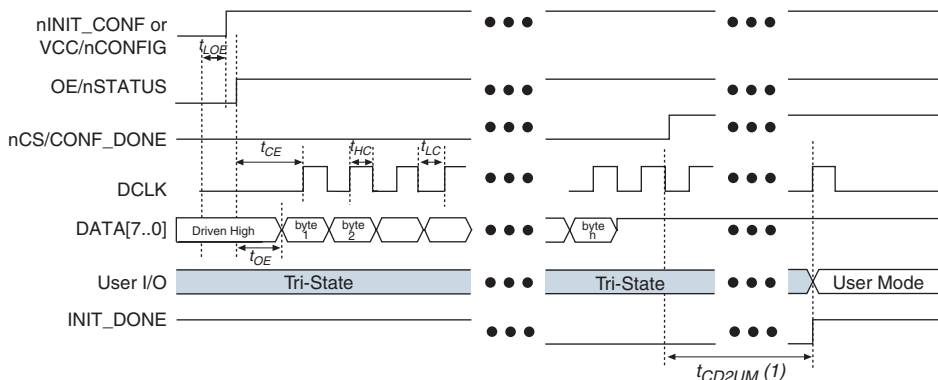 nINIT_CONF or
VCC/nCONFIG
tLOE
OE/nSTATUS
nCS/CONF_DONE
tCE
tHC
tLC
DCLK
DATA[7..0]
Driven High
byte
1
byte
2
byte
n
tOE
User I/O
Tri-State
Tri-State
User Mode
INIT_DONE
tCD2UM (1)